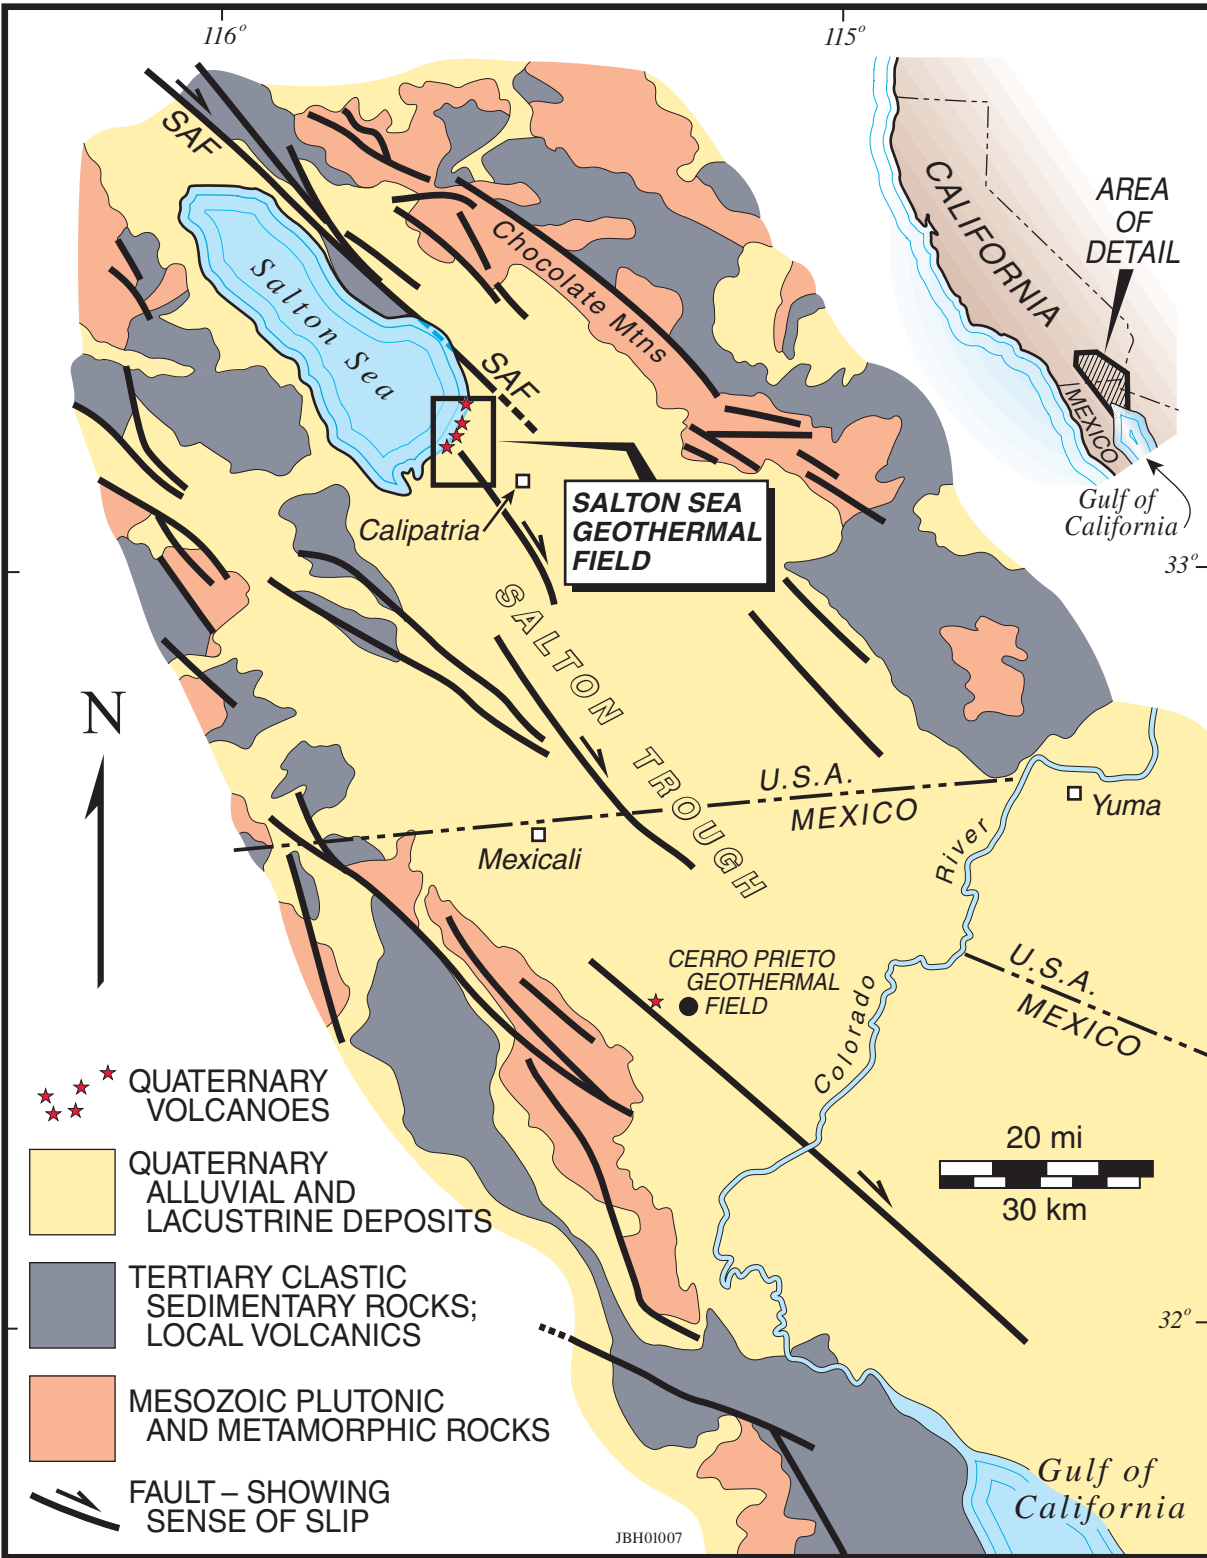 116°
115°
SAF
CALIFORNIA
AREA
OF
DETAIL
Chocolate Mtns
Salton Sea
SAF
MEXICO
Gulf of
California
SALTON SEA
GEOTHERMAL
FIELD
Calipatria
33°
SALTON TROUGH
N
U.S.A.
MEXICO
Yuma
Mexicali
River
Colorado
CERRO PRIETO
GEOTHERMAL
FIELD
U.S.A.
MEXICO
QUATERNARY
VOLCANOES
20 mi
30 km
QUATERNARY
ALLUVIAL AND
LACUSTRINE DEPOSITS
TERTIARY CLASTIC
SEDIMENTARY ROCKS;
LOCAL VOLCANICS
32°
MESOZOIC PLUTONIC
AND METAMORPHIC ROCKS
FAULT – SHOWING
SENSE OF SLIP
Gulf of
California
JBH01007